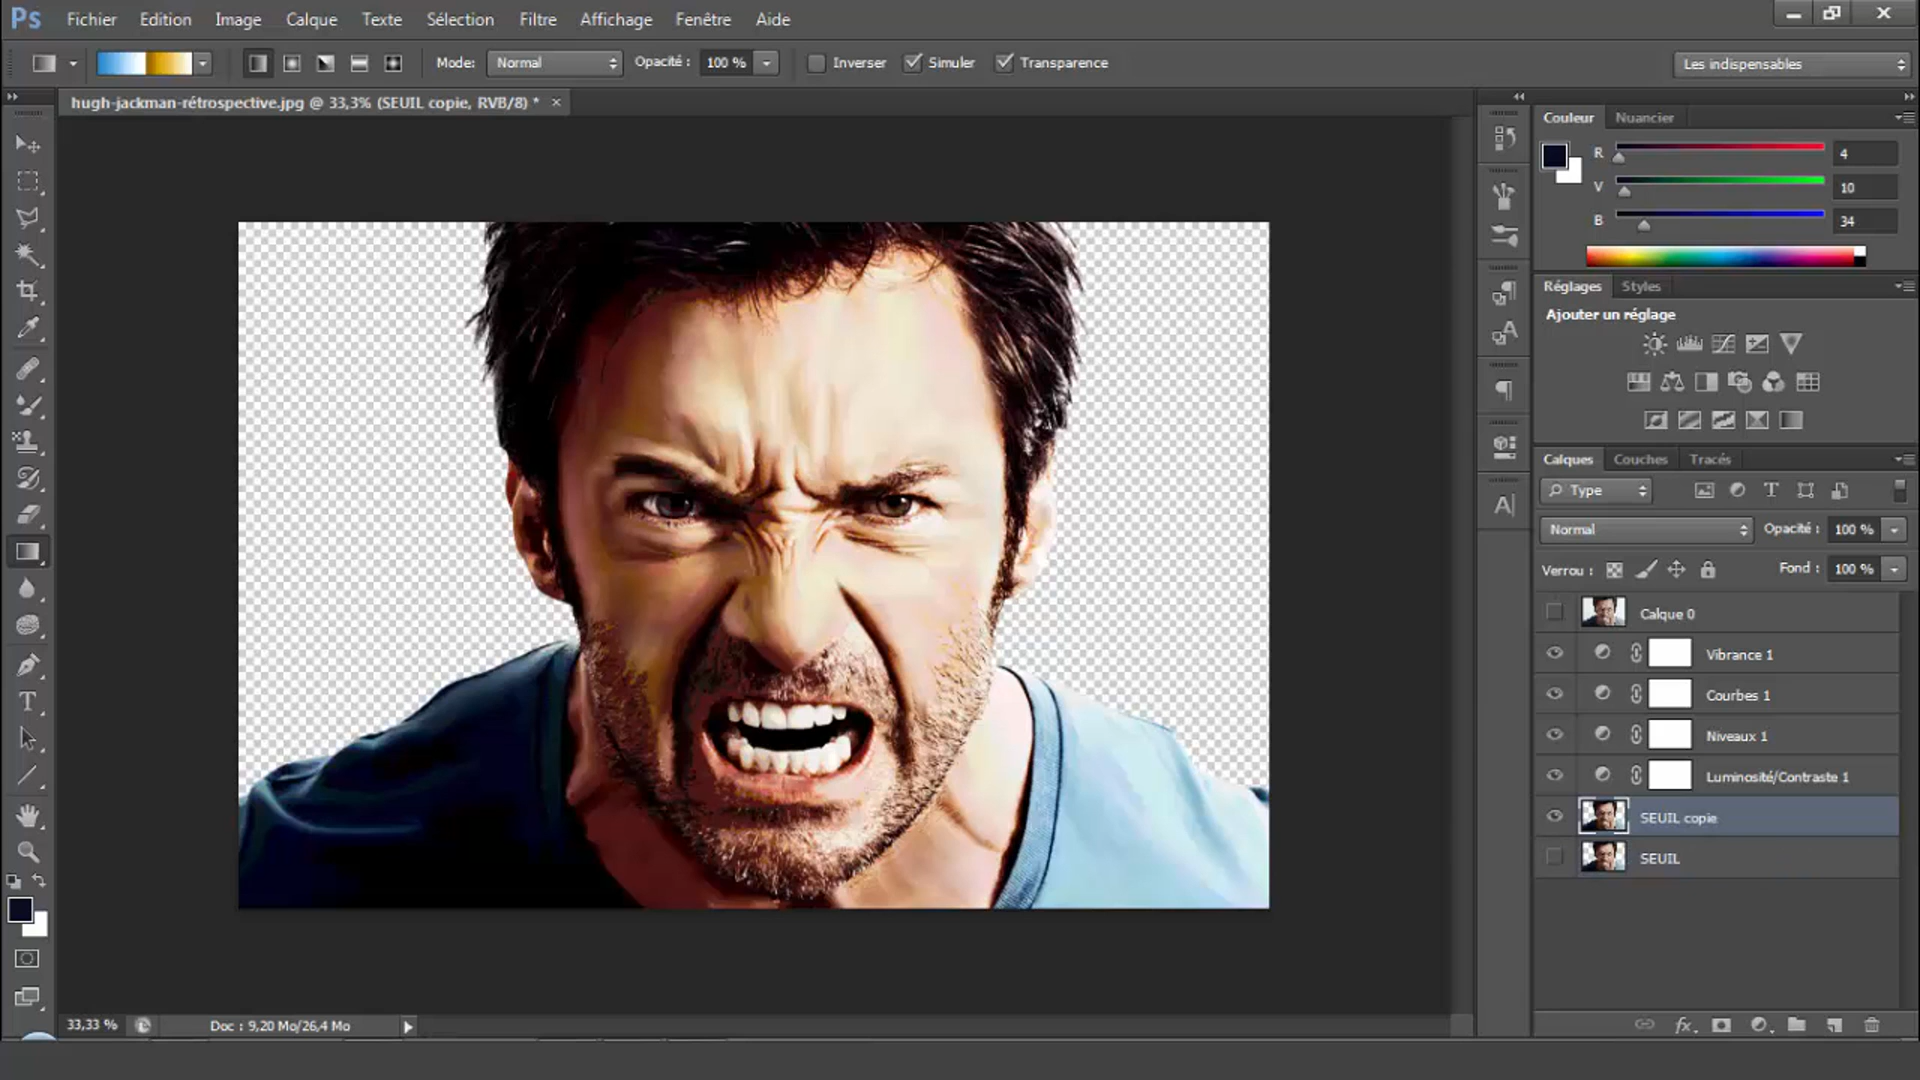 Ps Fichier Edition Image Calque Texte Sélection Filtre Affichage Fenêtre Aide
Mode: Normal Opacité : 100 % Inverser Simuler Transparence Les indispensables
hugh-jackman-rétrospective.jpg @ 33,3% (SEUIL copie, RVB/8) * ×
Couleur Nuancier
R 4
V 10
B 34
Réglages Styles
Ajouter un réglage
Calques Couches Tracés
Type
Normal Opacité : 100 %
Verrou : Fond : 100 %
Calque 0
Vibrance 1
Courbes 1
Niveaux 1
Luminosité/Contraste 1
SEUIL copie
SEUIL
33,33 % Doc : 9,20 Mo/26,4 Mo
fx